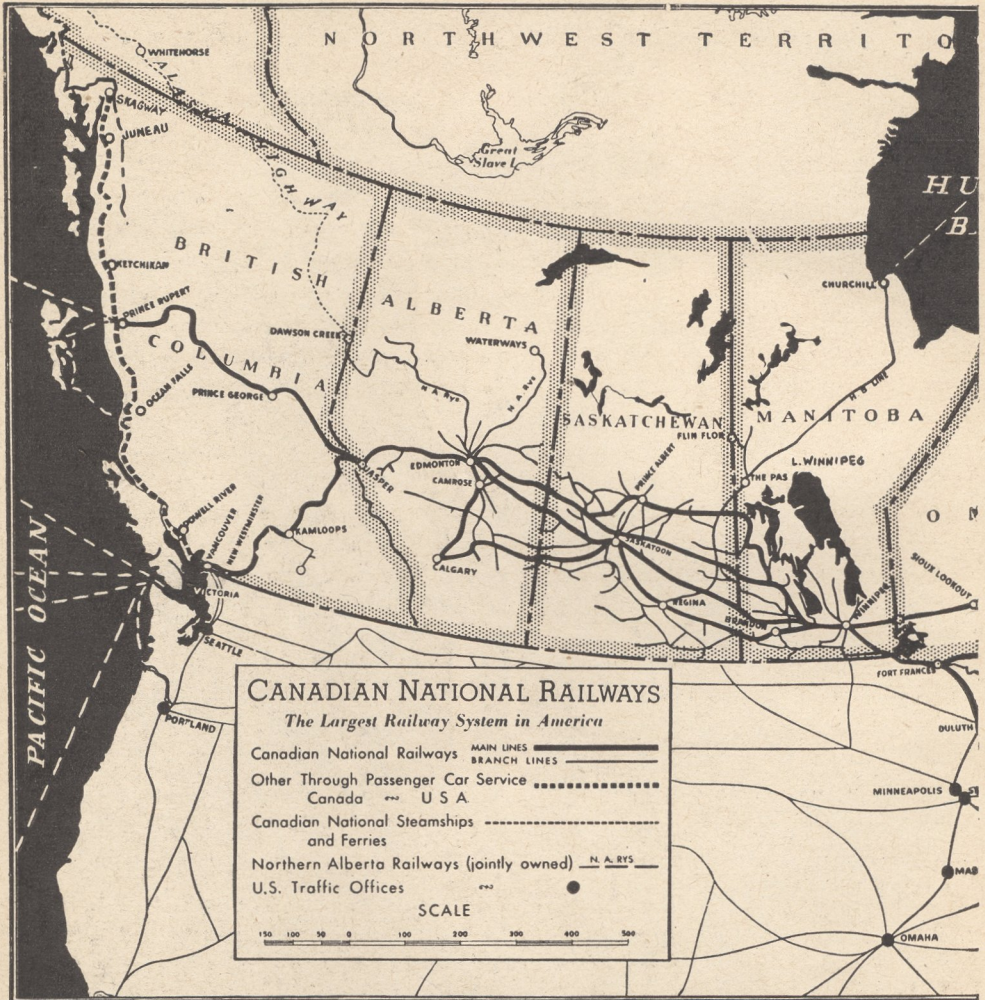 NORTHWEST TERRITO
WHITEHORSE
ALASKA HIGHWAY
SKAGWAY
JUNEAU
Great
Slave L.
HU
B
BRITISH
COLUMBIA
KETCHIKAN
PRINCE RUPERT
ALBERTA
CHURCHILL
DAWSON CREEK
WATERWAYS
OCEAN FALLS
PRINCE GEORGE
N.A. RYS
N.A. RYS
H B LINE
SASKATCHEWAN
MANITOBA
FLIN FLON
L. WINNIPEG
EDMONTON
JASPER
CAMROSE
PRINCE ALBERT
THE PAS
POWELL RIVER
VANCOUVER
NEW WESTMINSTER
KAMLOOPS
SASKATOON
CALGARY
ON
SIOUX LOOKOUT
VICTORIA
REGINA
BRANDON
WINNIPEG
SEATTLE
FORT FRANCES
PACIFIC OCEAN
PORTLAND
DULUTH
MINNEAPOLIS
ST
MAD
OMAHA
CANADIAN NATIONAL RAILWAYS
The Largest Railway System in America
Canadian National Railways MAIN LINES
BRANCH LINES
Other Through Passenger Car Service
Canada ~ U S A
Canadian National Steamships
and Ferries
Northern Alberta Railways (jointly owned) N. A. RYS
U.S. Traffic Offices
SCALE
150 100 50 0 100 200 300 400 500